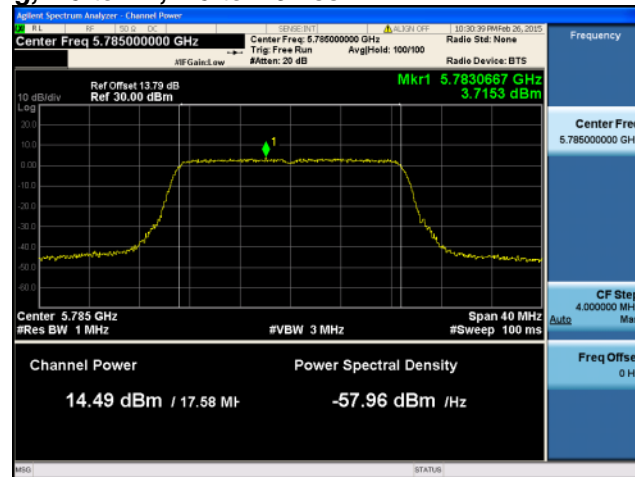 Agilent Spectrum Analyzer - Channel Power
RL RF 50 Ω DC SENSE:INT ALIGN OFF 10:30:39 PM Feb 26, 2015
Center Freq 5.785000000 GHz
Center Freq: 5.785000000 GHz
Radio Std: None
Trig: Free Run Avg|Hold: 100/100
#IFGain:Low #Atten: 20 dB Radio Device: BTS
Ref Offset 13.79 dB
10 dB/div Ref 30.00 dBm
Mkr1 5.7830667 GHz
3.7153 dBm
Log
20.0
10.0
1
0.00
-10.0
-20.0
-30.0
-40.0
-50.0
-60.0
Center 5.785 GHz Span 40 MHz
#Res BW 1 MHz #VBW 3 MHz #Sweep 100 ms
Channel Power Power Spectral Density
14.49 dBm / 17.58 MH -57.96 dBm /Hz
MSG STATUS
Frequency
Center Fre
5.785000000 GH
CF Step
4.000000 MH
Auto Ma
Freq Offse
0 H